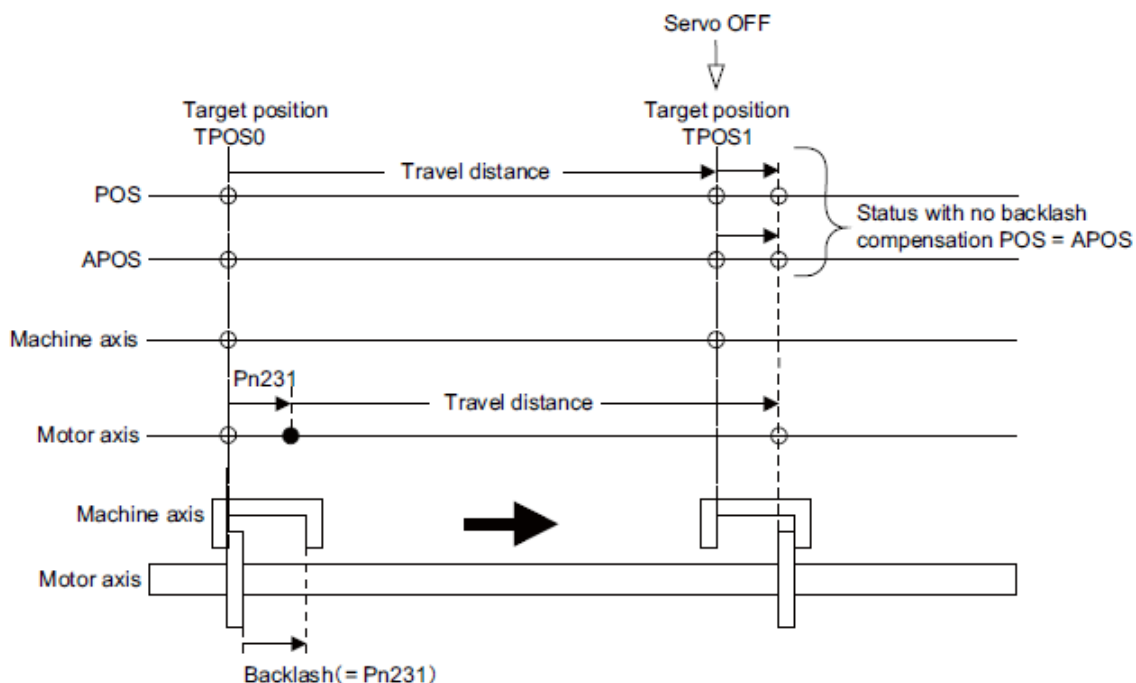 Servo OFF
Target position
TPOS0
Target position
TPOS1
Travel distance
POS
Status with no backlash
compensation POS = APOS
APOS
Machine axis
Pn231
Travel distance
Motor axis
Machine axis
Motor axis
Backlash(= Pn231)